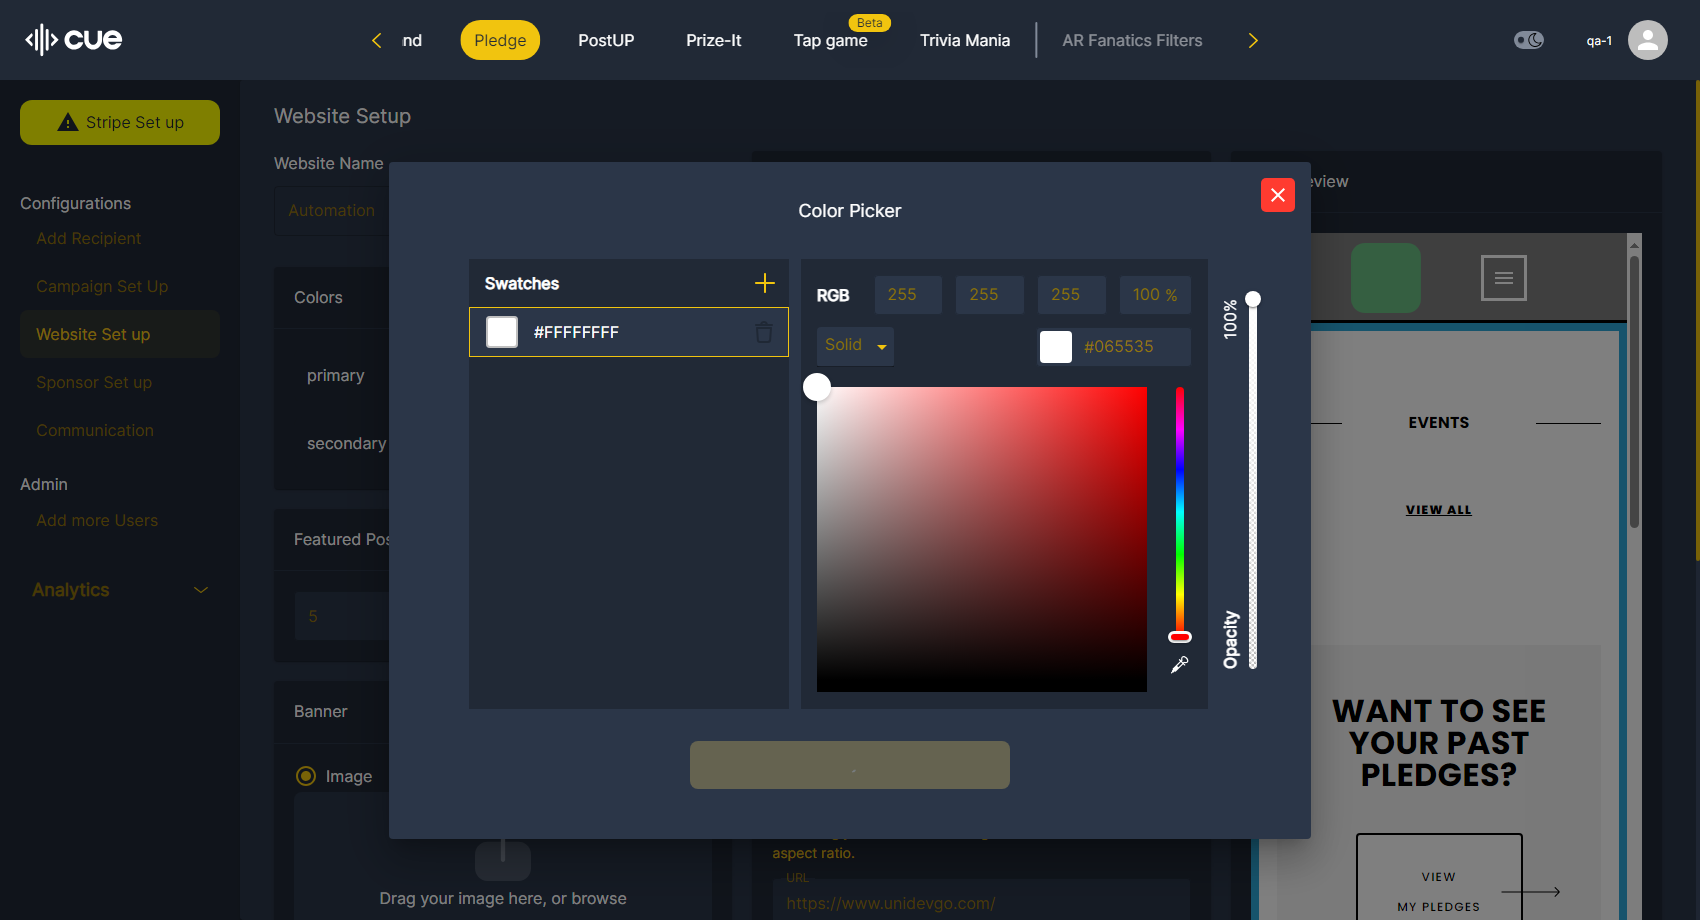 cue
Pledge
PostUP
Prize-It
Tap game
Beta
Trivia Mania
AR Fanatics Filters
qa-1
Stripe Set up
Configurations
Add Recipient
Campaign Set Up
Website Set up
Sponsor Set up
Communication
Admin
Add more Users
Analytics
Website Setup
Website Name
Automation
Colors
primary
secondary
Featured
5
Banner
Image
Drag your image here, or browse
Color Picker
Swatches
#FFFFFFFF
RGB
255
255
255
100 %
Solid
#065535
100%
Opacity
aspect ratio.
URL
https://www.unidevgo.com/
EVENTS
VIEW ALL
WANT TO SEE
YOUR PAST
PLEDGES?
VIEW
MY PLEDGES